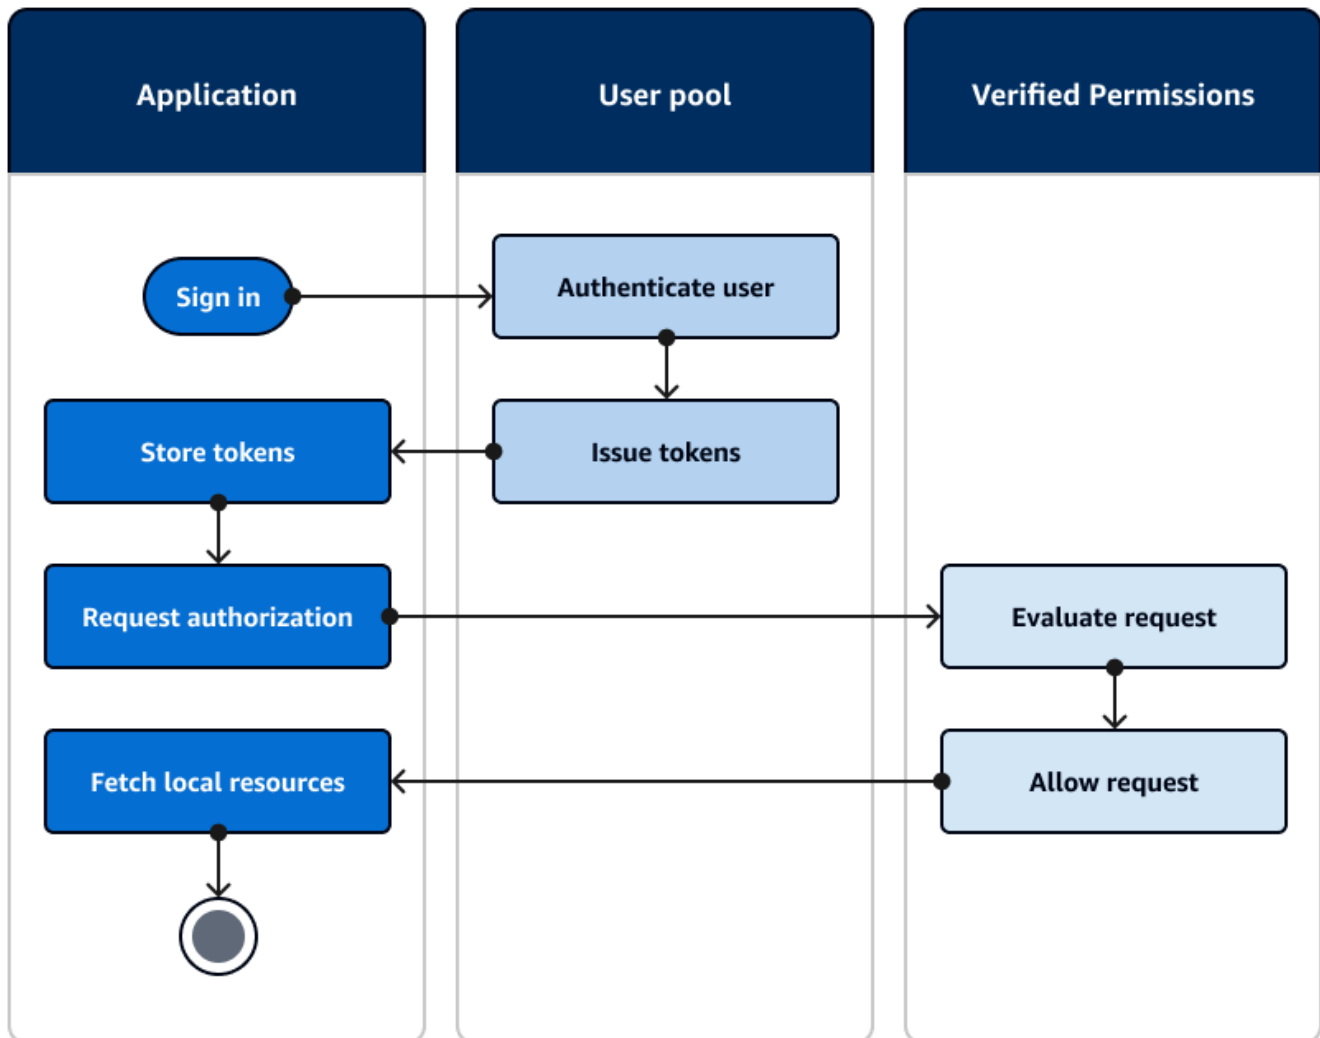 Application
User pool
Verified Permissions
Sign in
Authenticate user
Store tokens
Issue tokens
Request authorization
Evaluate request
Fetch local resources
Allow request